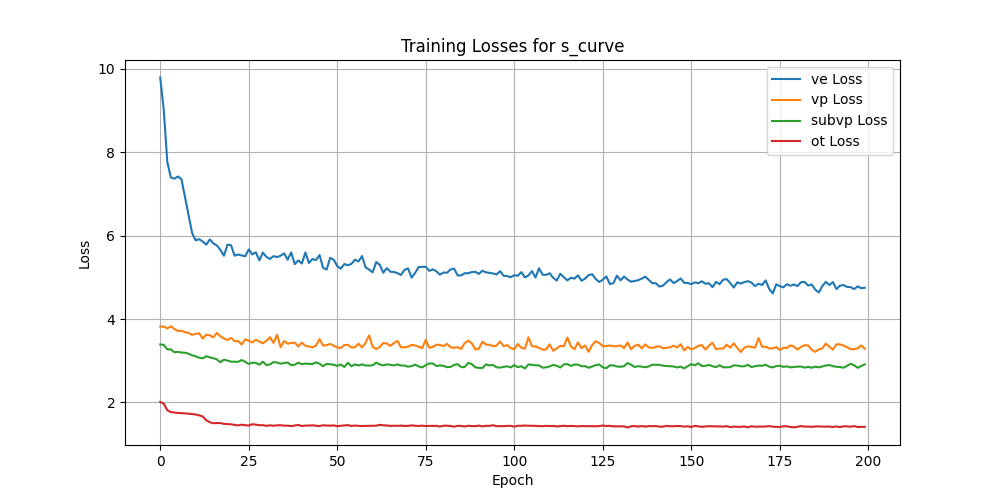 Training Losses for s_curve
10
8
6
4
2
Loss
ve Loss
vp Loss
subvp Loss
ot Loss
0 25 50 75 100 125 150 175 200
Epoch